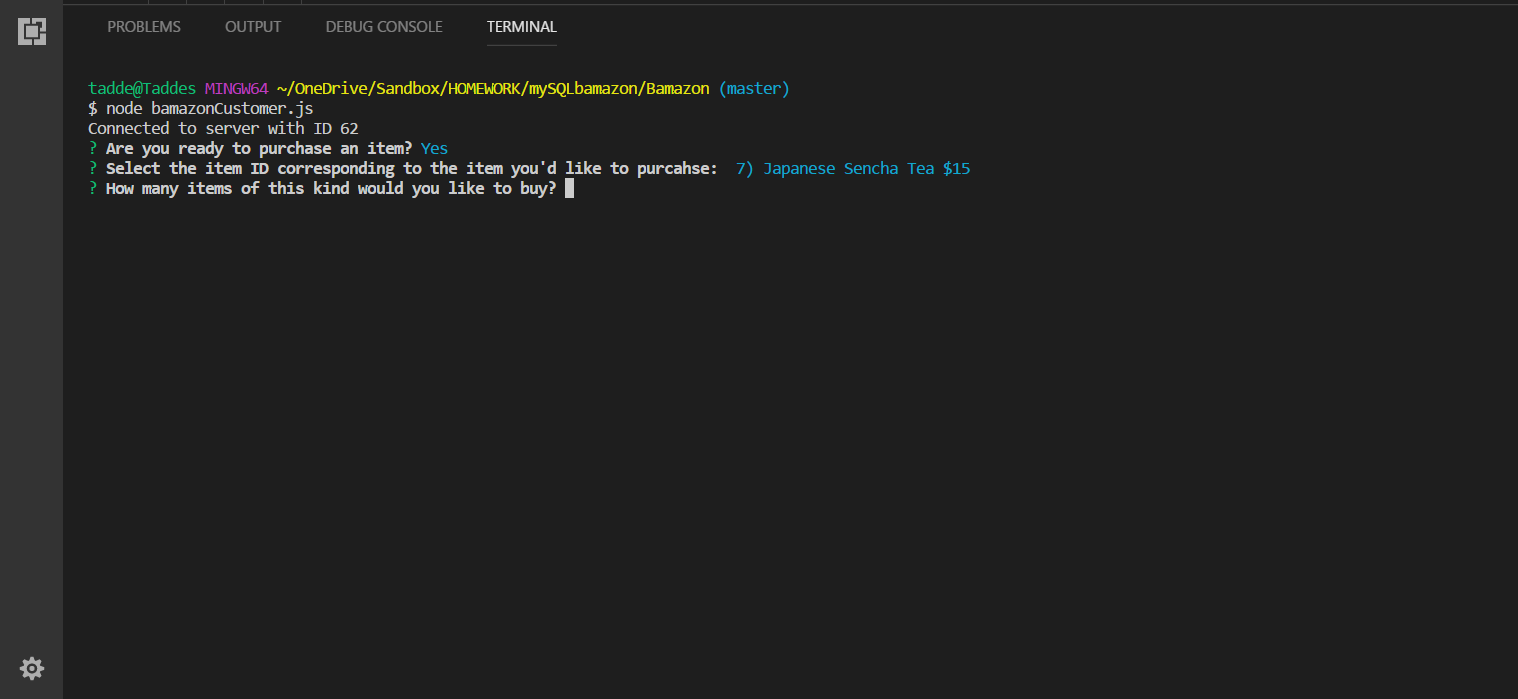 PROBLEMS OUTPUT DEBUG CONSOLE TERMINAL
tadde@Taddes MINGW64 ~/OneDrive/Sandbox/HOMEWORK/mySQLbamazon/Bamazon (master)
$ node bamazonCustomer.js
Connected to server with ID 62
? Are you ready to purchase an item? Yes
? Select the item ID corresponding to the item you'd like to purcahse:  7) Japanese Sencha Tea $15
? How many items of this kind would you like to buy?